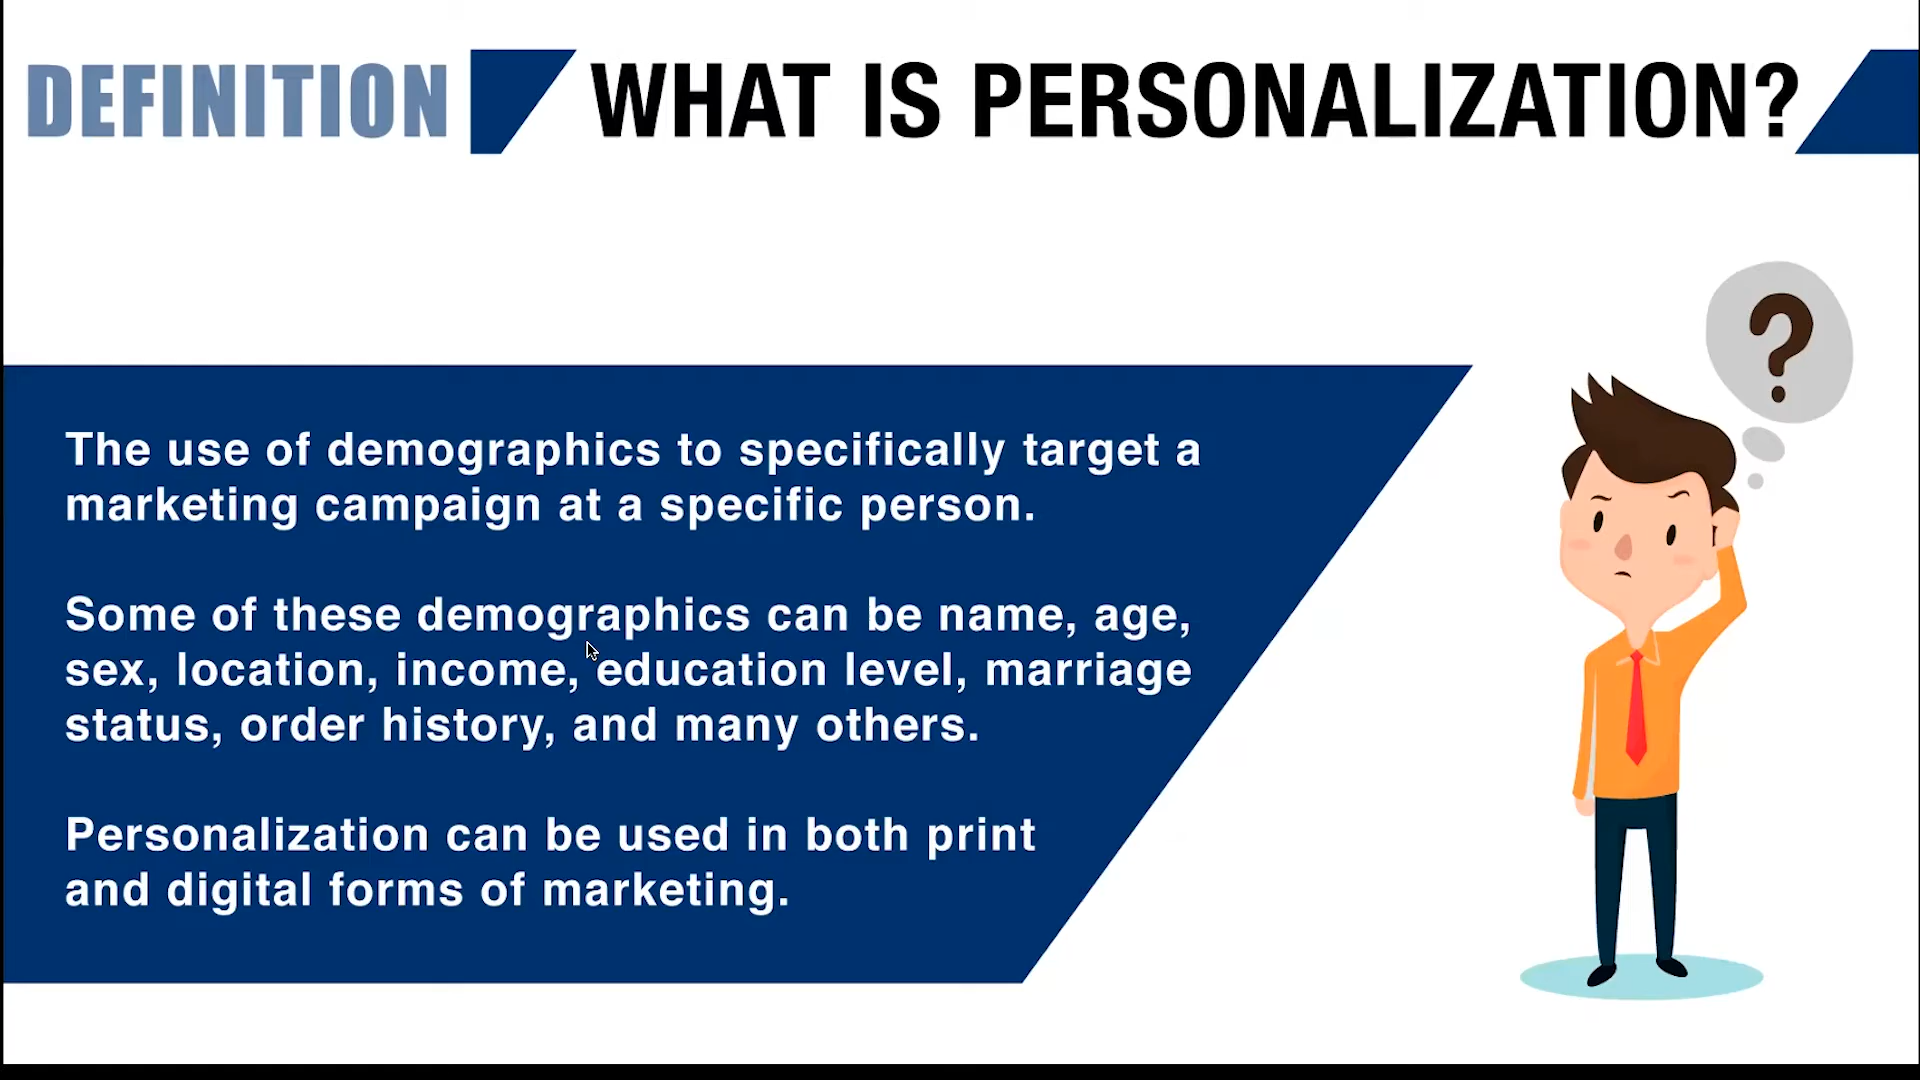 DEFINITION WHAT IS PERSONALIZATION?
?
The use of demographics to specifically target a
marketing campaign at a specific person.
Some of these demographics can be name, age,
sex, location, income, education level, marriage
status, order history, and many others.
Personalization can be used in both print
and digital forms of marketing.